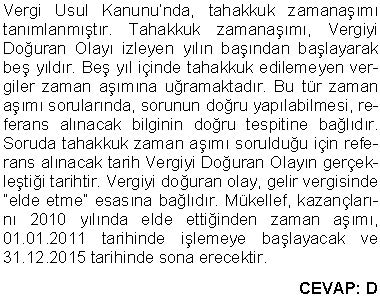 Vergi Usul Kanunu'nda, tahakkuk zamanaşımı
tanımlanmıştır. Tahakkuk zamanaşımı, Vergiyi
Doğuran Olayı izleyen yılın başından başlayarak
beş yıldır. Beş yıl içinde tahakkuk edilemeyen ver-
giler zaman aşımına uğramaktadır. Bu tür zaman
aşımı sorularında, sorunun doğru yapılabilmesi, re-
ferans alınacak bilginin doğru tespitine bağlıdır.
Soruda tahakkuk zaman aşımı sorulduğu için refe-
rans alınacak tarih Vergiyi Doğuran Olayın gerçek-
leştiği tarihtir. Vergiyi doğuran olay, gelir vergisinde
“elde etme” esasına bağlıdır. Mükellef, kazançları-
nı 2010 yılında elde ettiğinden zaman aşımı,
01.01.2011 tarihinde işlemeye başlayacak ve
31.12.2015 tarihinde sona erecektir.
CEVAP: D